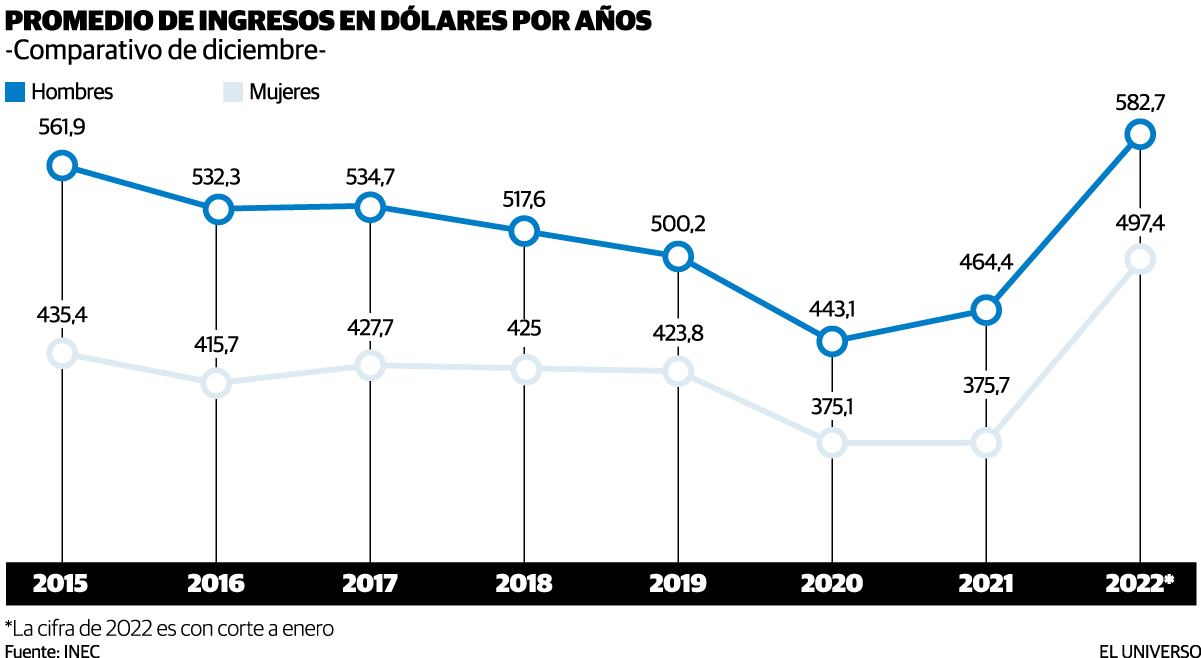 PROMEDIO DE INGRESOS EN DÓLARES POR AÑOS
-Comparativo de diciembre-
Hombres Mujeres
561,9 532,3 534,7 517,6 500,2 443,1 464,4 582,7
435,4 415,7 427,7 425 423,8 375,1 375,7 497,4
2015 2016 2017 2018 2019 2020 2021 2022*
*La cifra de 2022 es con corte a enero
Fuente: INEC EL UNIVERSO